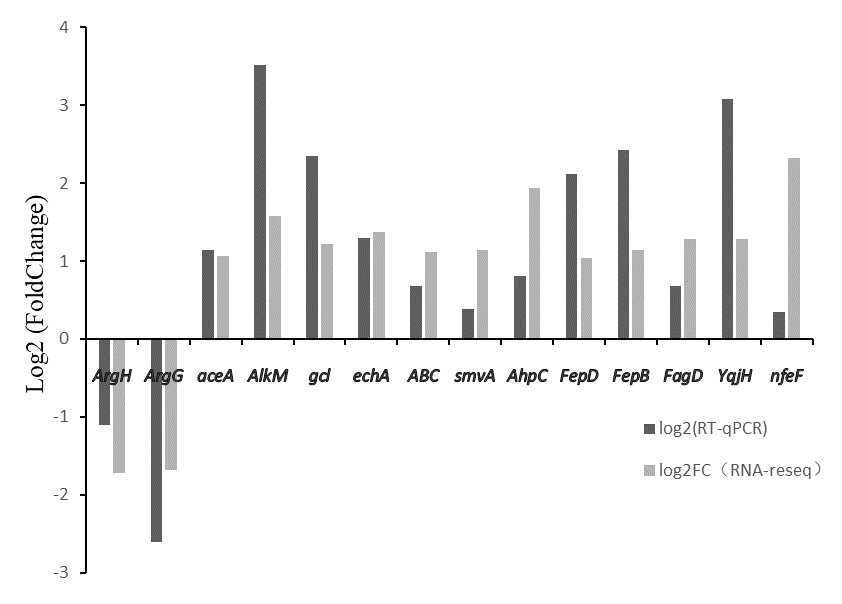 4
3
2
1
0
-1
-2
-3
Log2 (FoldChange)
ArgH ArgG aceA AlkM gcl echA ABC smvA AhpC FepD FepB FagD YqjH nfeF
log2(RT-qPCR)
log2FC（RNA-reseq）